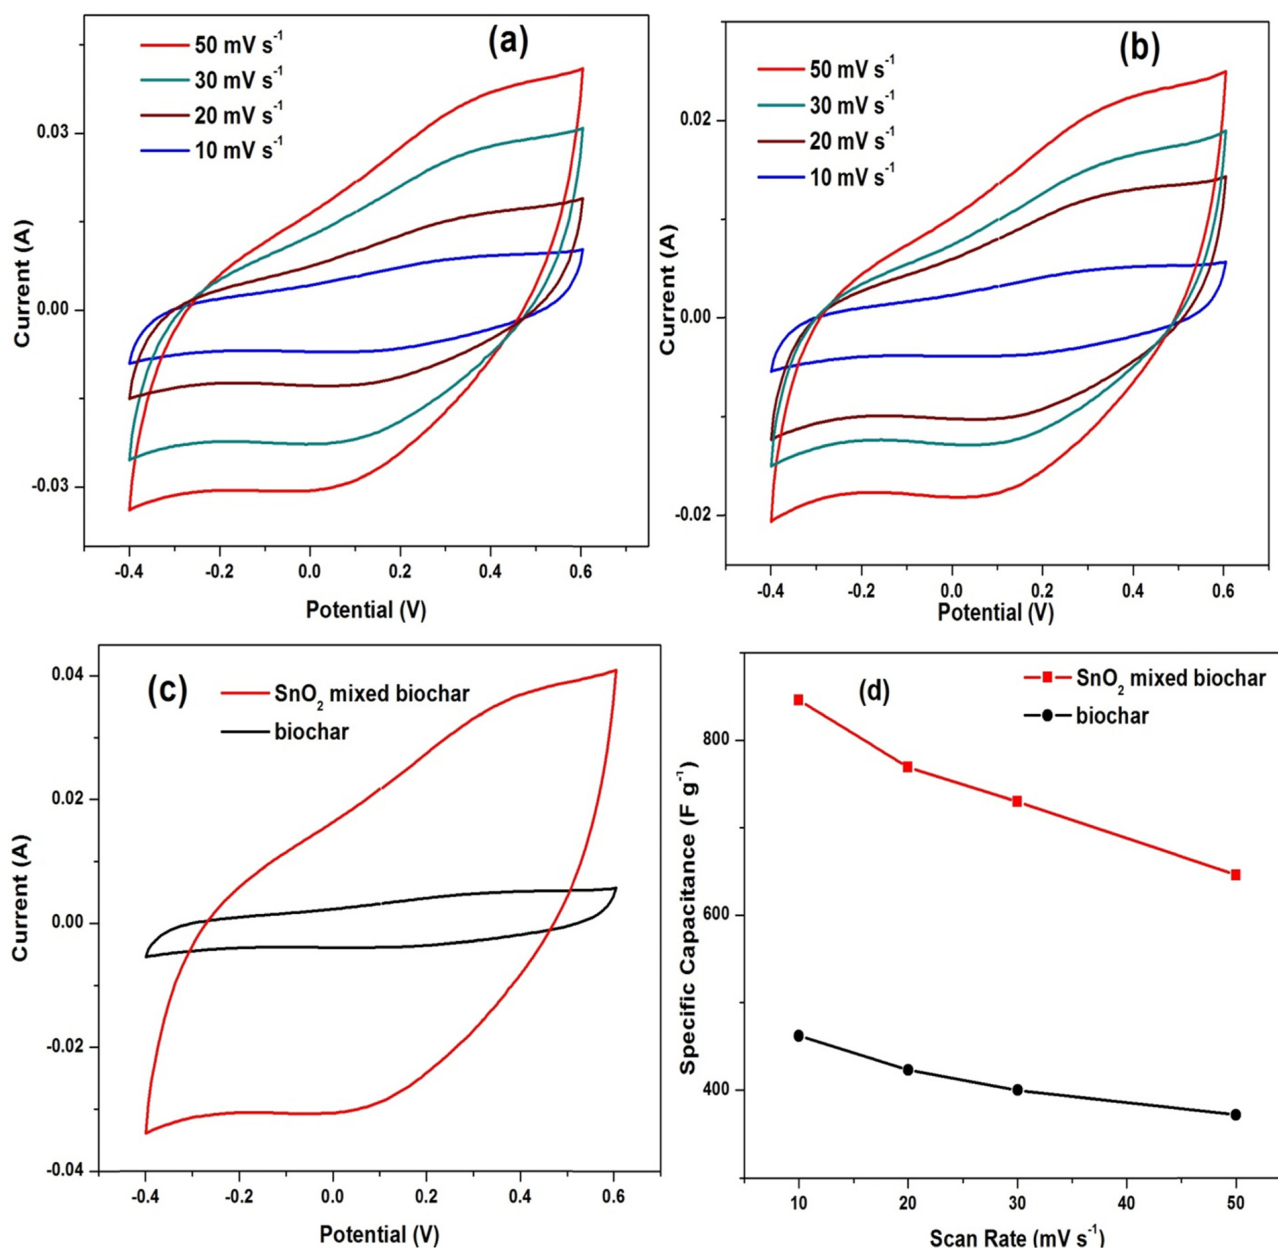 (a)
50 mV s⁻¹
30 mV s⁻¹
20 mV s⁻¹
10 mV s⁻¹
0.03
0.00
-0.03
Current (A)
-0.4 -0.2 0.0 0.2 0.4 0.6
Potential (V)
(b)
50 mV s⁻¹
30 mV s⁻¹
20 mV s⁻¹
10 mV s⁻¹
0.02
0.00
-0.02
Current (A)
-0.4 -0.2 0.0 0.2 0.4 0.6
Potential (V)
(c)
SnO₂ mixed biochar
biochar
0.04
0.02
0.00
-0.02
-0.04
Current (A)
-0.4 -0.2 0.0 0.2 0.4 0.6
Potential (V)
(d)
SnO₂ mixed biochar
biochar
800
600
400
Specific Capacitance (F g⁻¹)
10 20 30 40 50
Scan Rate (mV s⁻¹)